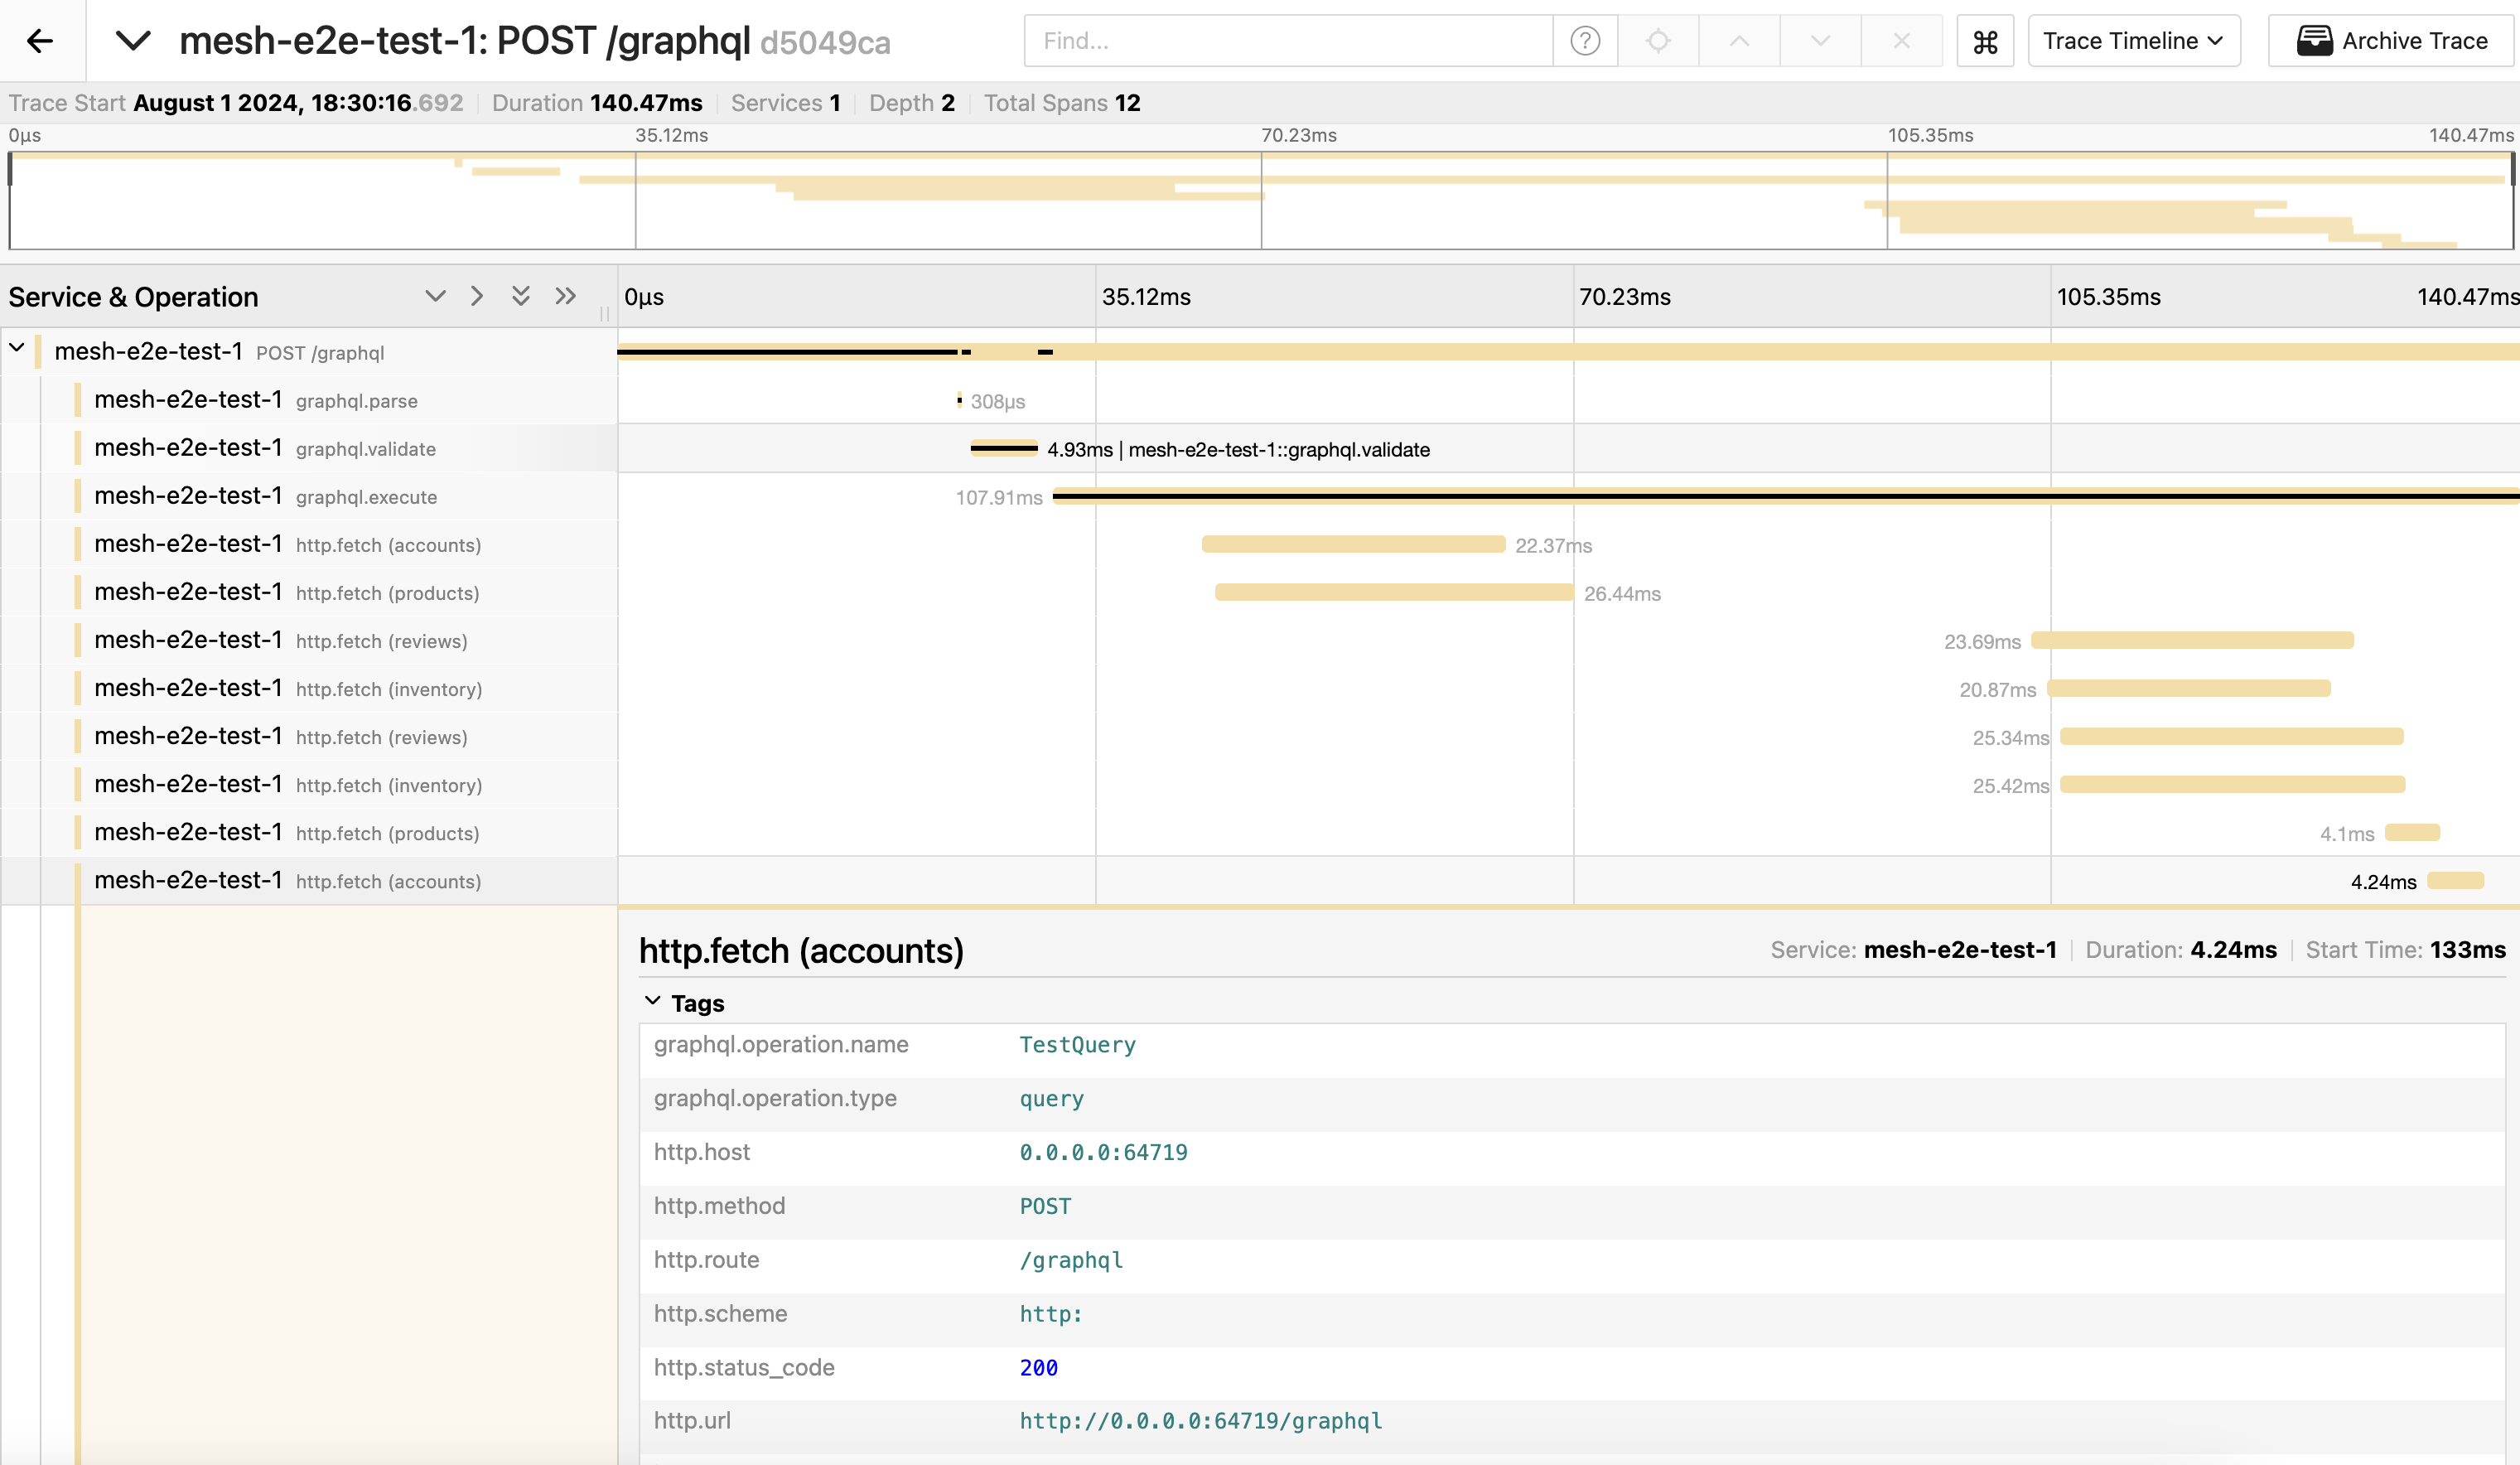 mesh-e2e-test-1: POST /graphql d5049ca
Find...
Trace Timeline
Archive Trace
Trace Start August 1 2024, 18:30:16.692 Duration 140.47ms Services 1 Depth 2 Total Spans 12
0μs 35.12ms 70.23ms 105.35ms 140.47ms
Service & Operation 0μs 35.12ms 70.23ms 105.35ms 140.47ms
mesh-e2e-test-1 POST /graphql
mesh-e2e-test-1 graphql.parse 308μs
mesh-e2e-test-1 graphql.validate 4.93ms | mesh-e2e-test-1::graphql.validate
mesh-e2e-test-1 graphql.execute 107.91ms
mesh-e2e-test-1 http.fetch (accounts) 22.37ms
mesh-e2e-test-1 http.fetch (products) 26.44ms
mesh-e2e-test-1 http.fetch (reviews) 23.69ms
mesh-e2e-test-1 http.fetch (inventory) 20.87ms
mesh-e2e-test-1 http.fetch (reviews) 25.34ms
mesh-e2e-test-1 http.fetch (inventory) 25.42ms
mesh-e2e-test-1 http.fetch (products) 4.1ms
mesh-e2e-test-1 http.fetch (accounts) 4.24ms
http.fetch (accounts) Service: mesh-e2e-test-1 Duration: 4.24ms Start Time: 133ms
Tags
graphql.operation.name TestQuery
graphql.operation.type query
http.host 0.0.0.0:64719
http.method POST
http.route /graphql
http.scheme http:
http.status_code 200
http.url http://0.0.0.0:64719/graphql